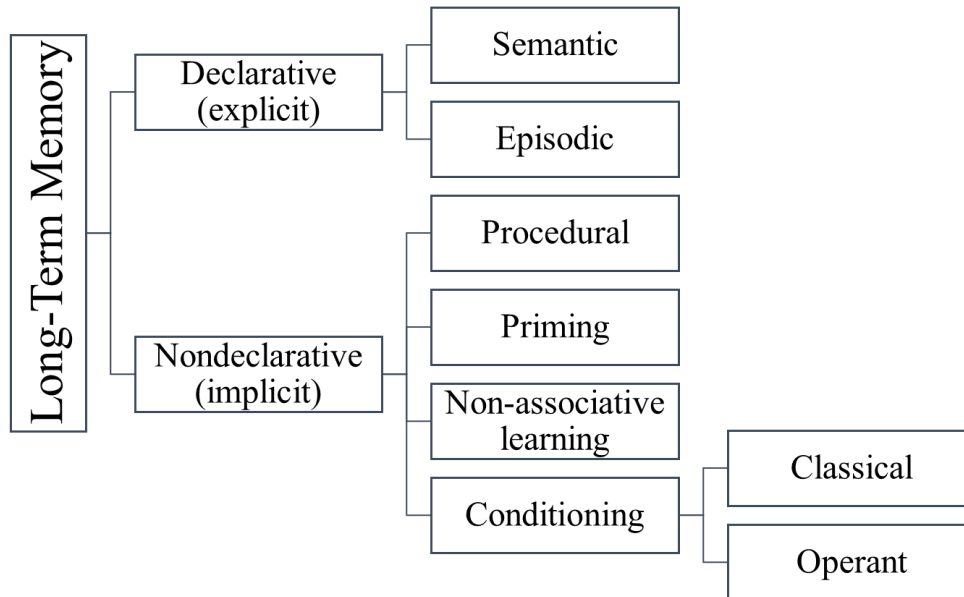 Long-Term Memory
Declarative
(explicit)
Semantic
Episodic
Nondeclarative
(implicit)
Procedural
Priming
Non-associative
learning
Conditioning
Classical
Operant